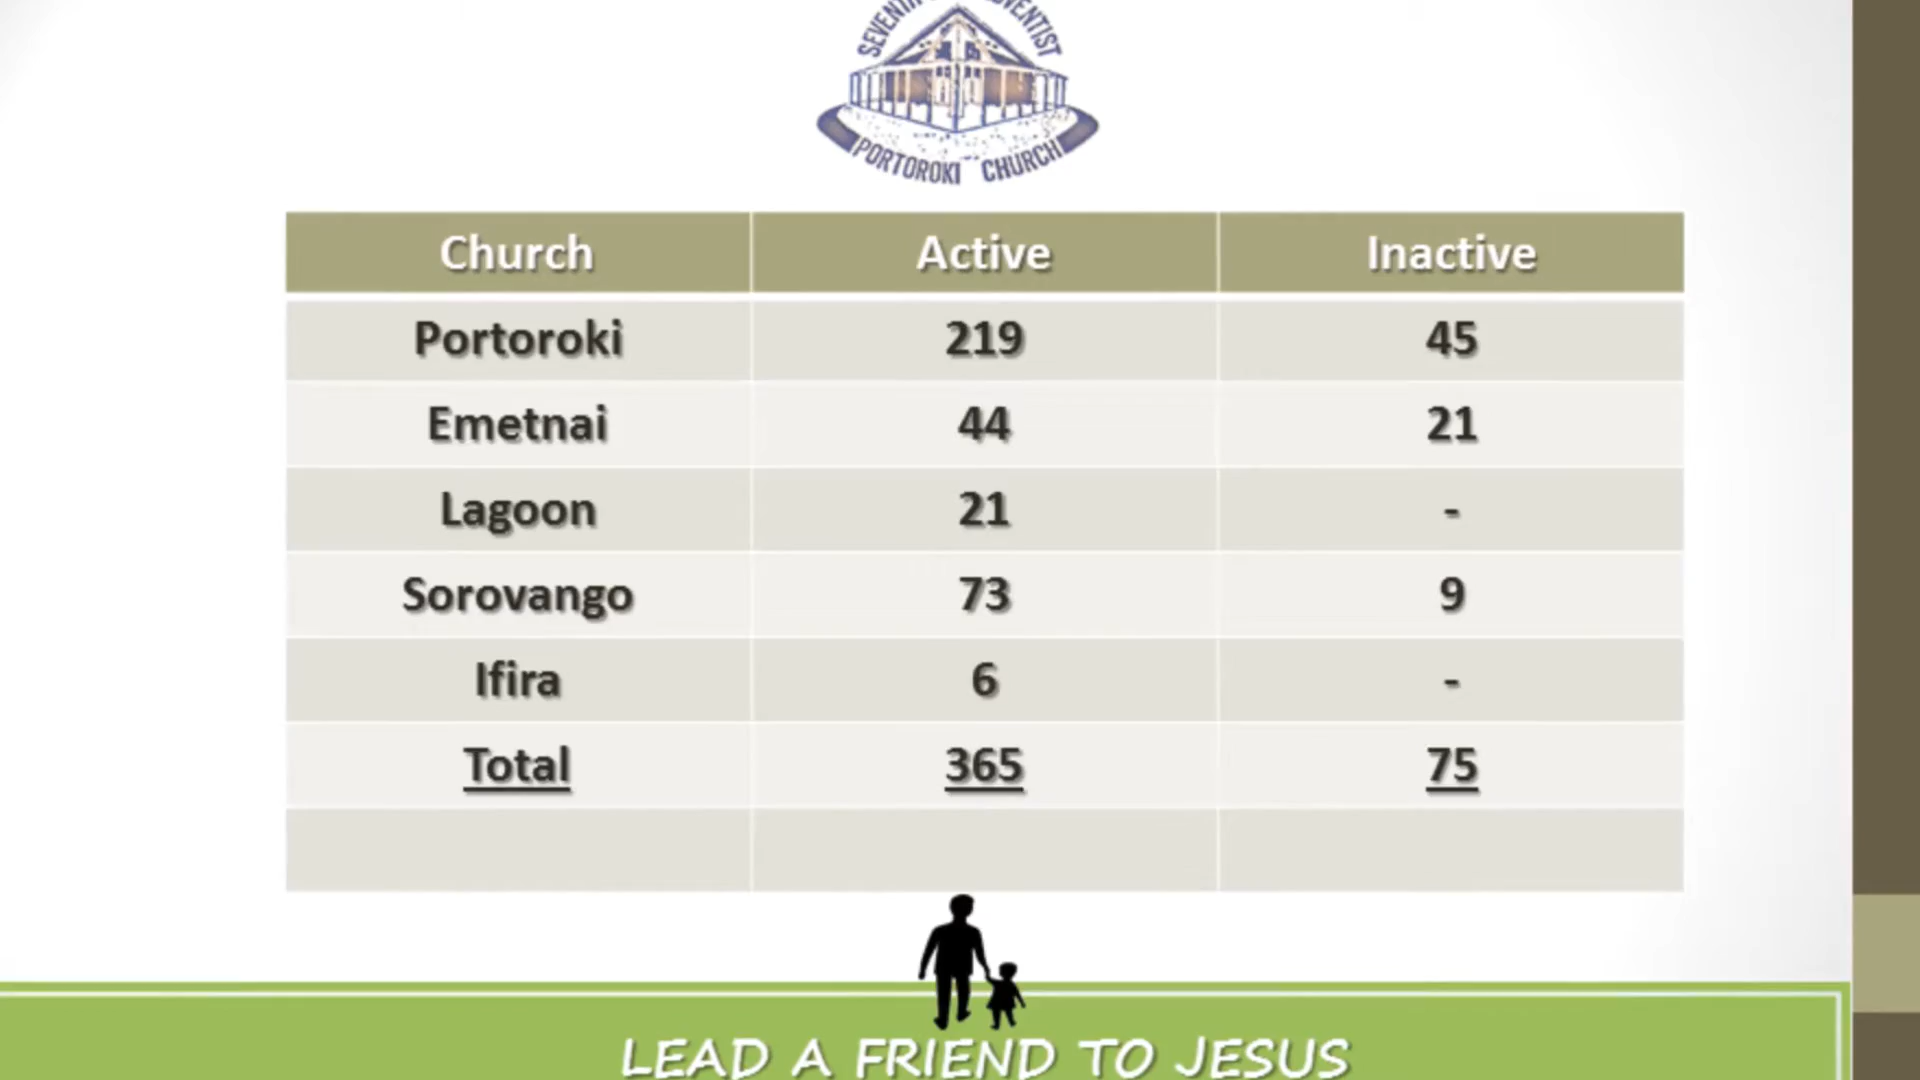 SEVENTH ADVENTIST
PORTOROKI CHURCH
Church Active Inactive
Portoroki 219 45
Emetnai 44 21
Lagoon 21 -
Sorovango 73 9
Ifira 6 -
Total 365 75
LEAD A FRIEND TO JESUS